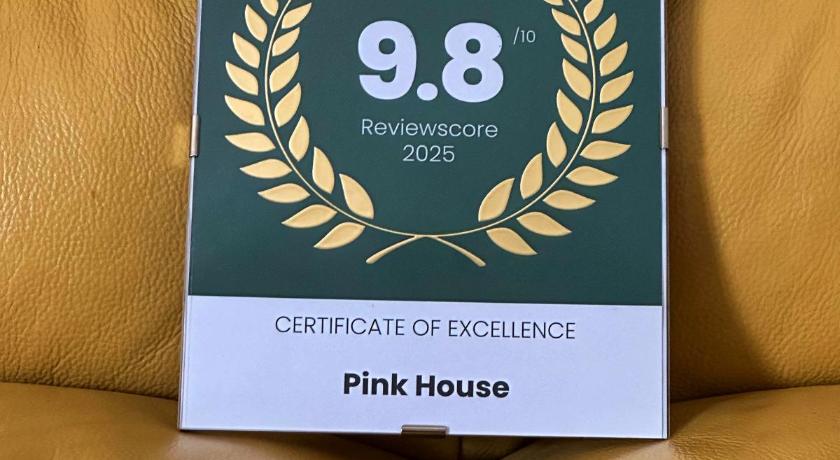 9.8 /10
Reviewscore
2025
CERTIFICATE OF EXCELLENCE
Pink House